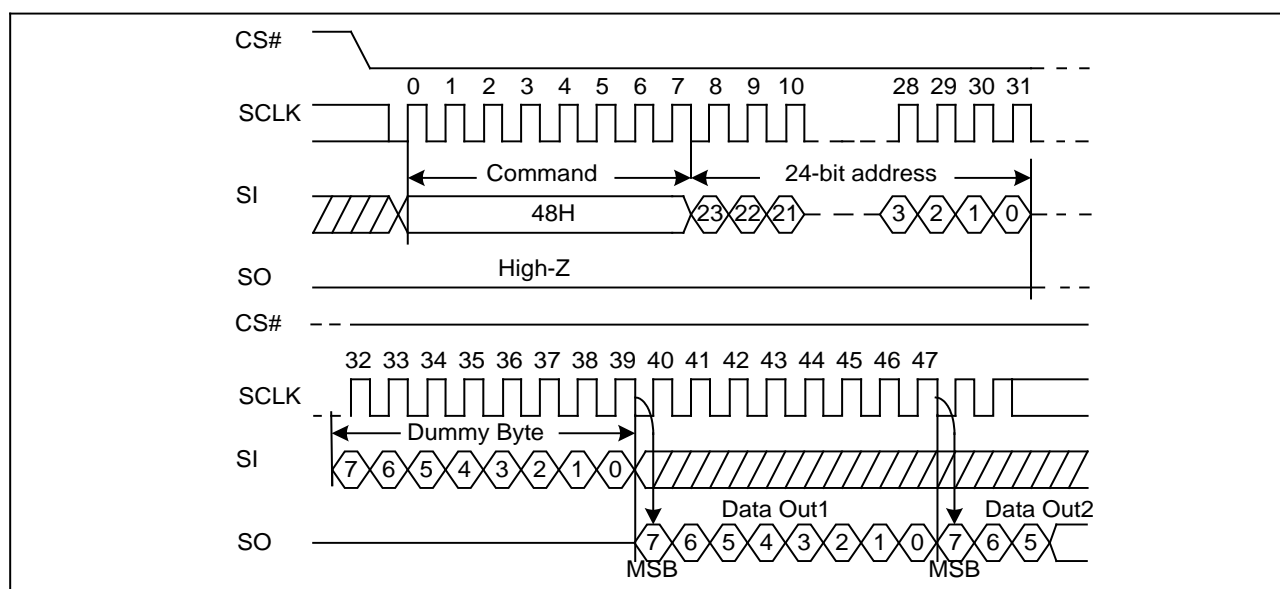 CS#
0 1 2 3 4 5 6 7 8 9 10 28 29 30 31
SCLK
Command 24-bit address
SI
48H 23 22 21 3 2 1 0
High-Z
SO
CS#
32 33 34 35 36 37 38 39 40 41 42 43 44 45 46 47
SCLK
Dummy Byte
SI
7 6 5 4 3 2 1 0
Data Out1 Data Out2
SO
7 6 5 4 3 2 1 0 7 6 5
MSB MSB